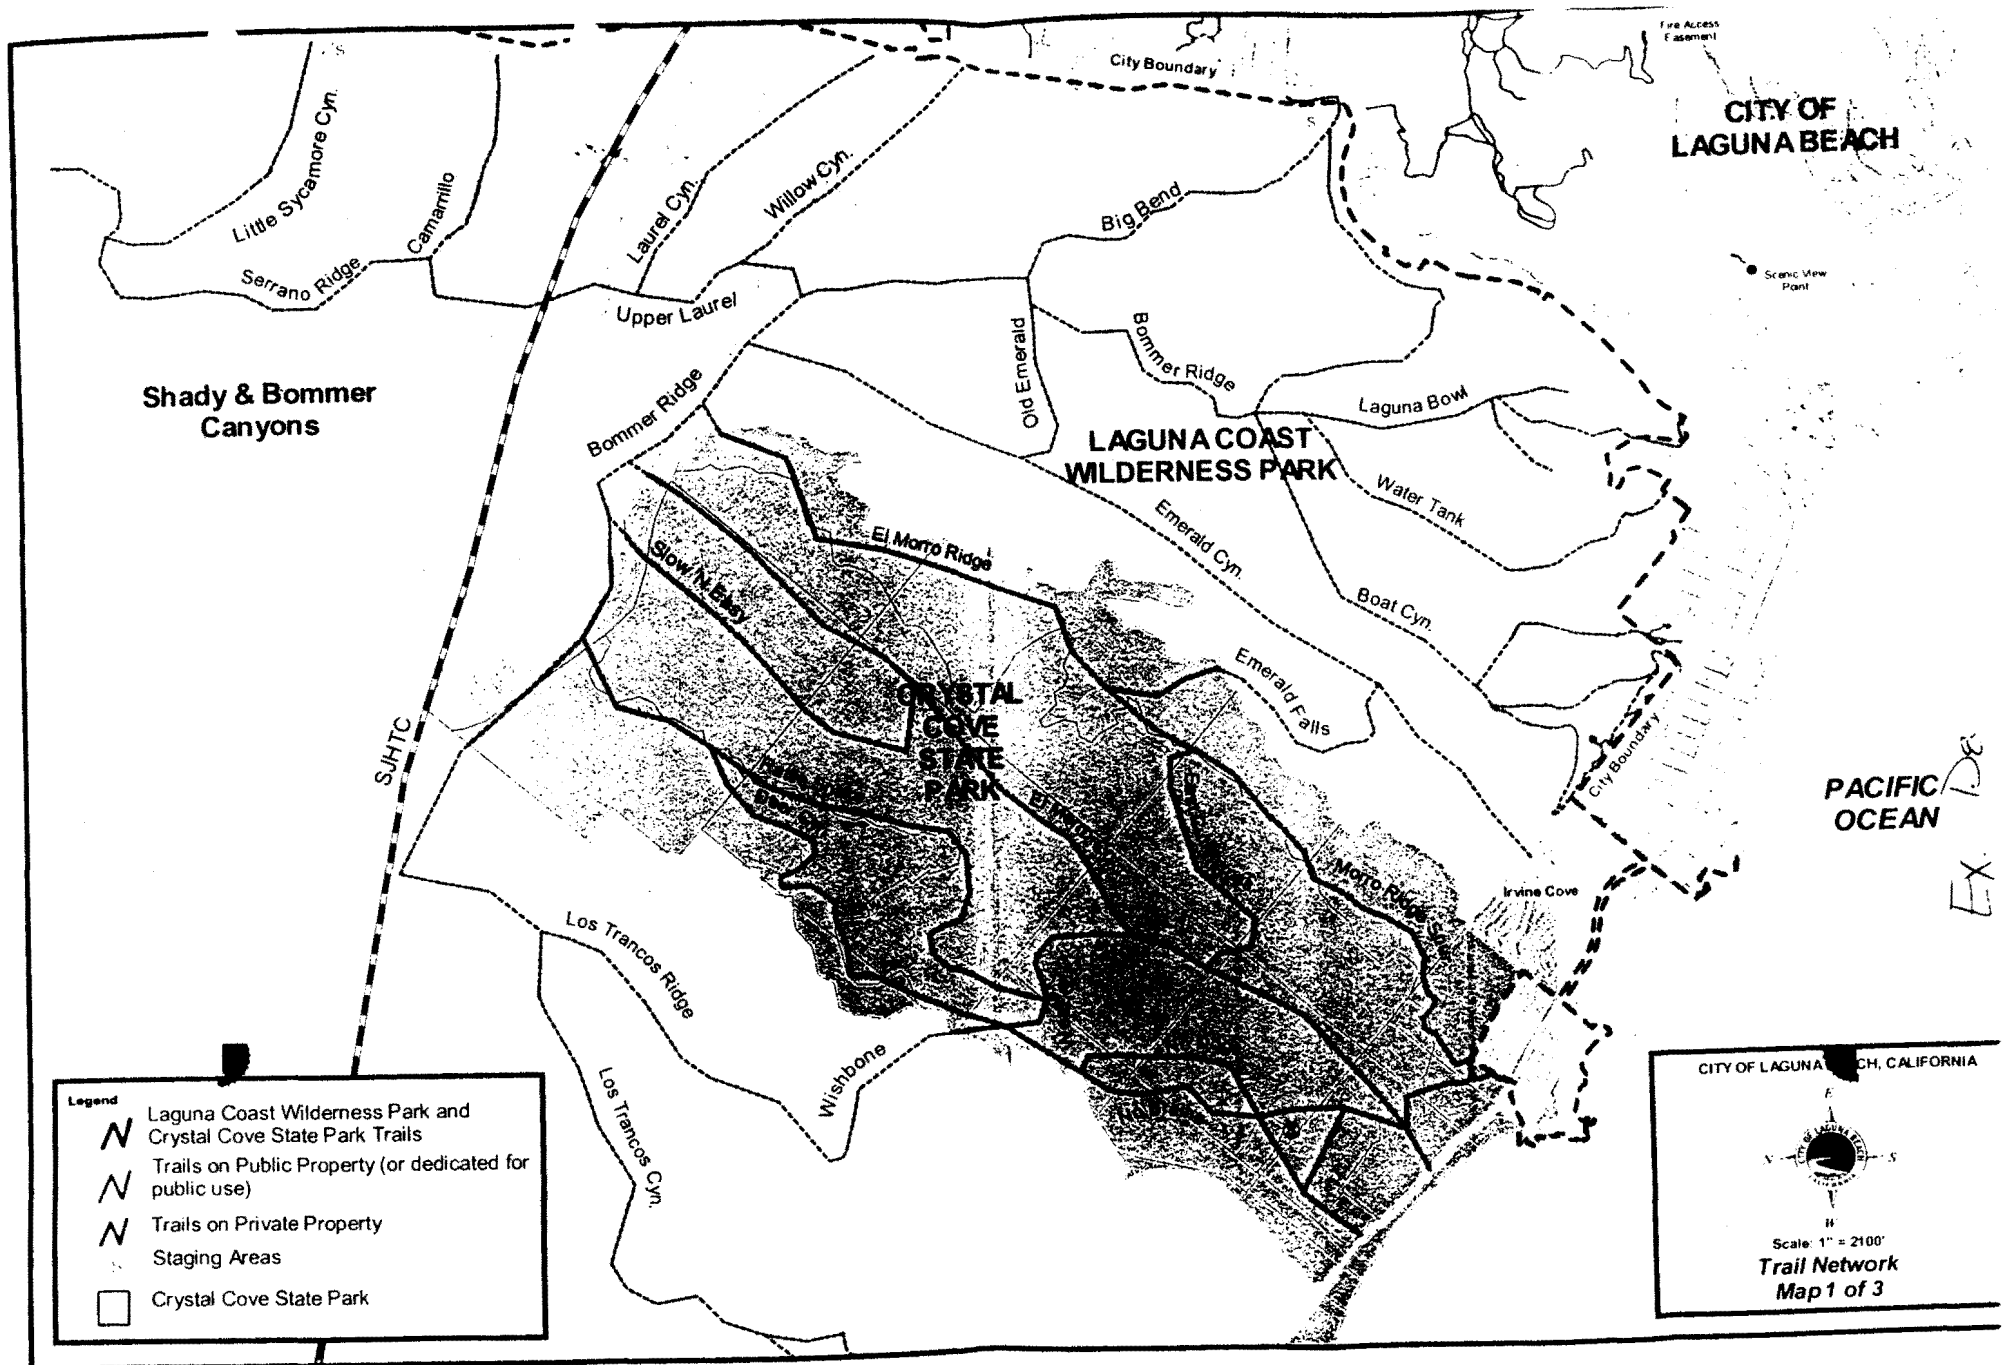 Fire Access
Easement
S
City Boundary
CITY OF
LAGUNA BEACH
S
Little Sycamore Cyn.
Camarillo
Laurel Cyn.
Willow Cyn.
Big Bend
Serrano Ridge
Upper Laurel
Scenic View
Point
Shady & Bommer
Canyons
Bommer Ridge
Old Emerald
Bommer Ridge
Laguna Bowl
LAGUNA COAST
WILDERNESS PARK
Water Tank
El Morro Ridge
Emerald Cyn.
Slow 'N Easy
Boat Cyn.
Emerald Falls
CRYSTAL
COVE
STATE
PARK
SJHTC
City Boundary
PACIFIC
OCEAN
EX.
Irvine Cove
Morro Ridge
Los Trancos Ridge
Wishbone
Los Trancos Cyn.
Legend
Laguna Coast Wilderness Park and
Crystal Cove State Park Trails
Trails on Public Property (or dedicated for
public use)
Trails on Private Property
S
Staging Areas
Crystal Cove State Park
CITY OF LAGUNA CH, CALIFORNIA
E
N
S
W
Scale: 1" = 2100'
Trail Network
Map 1 of 3